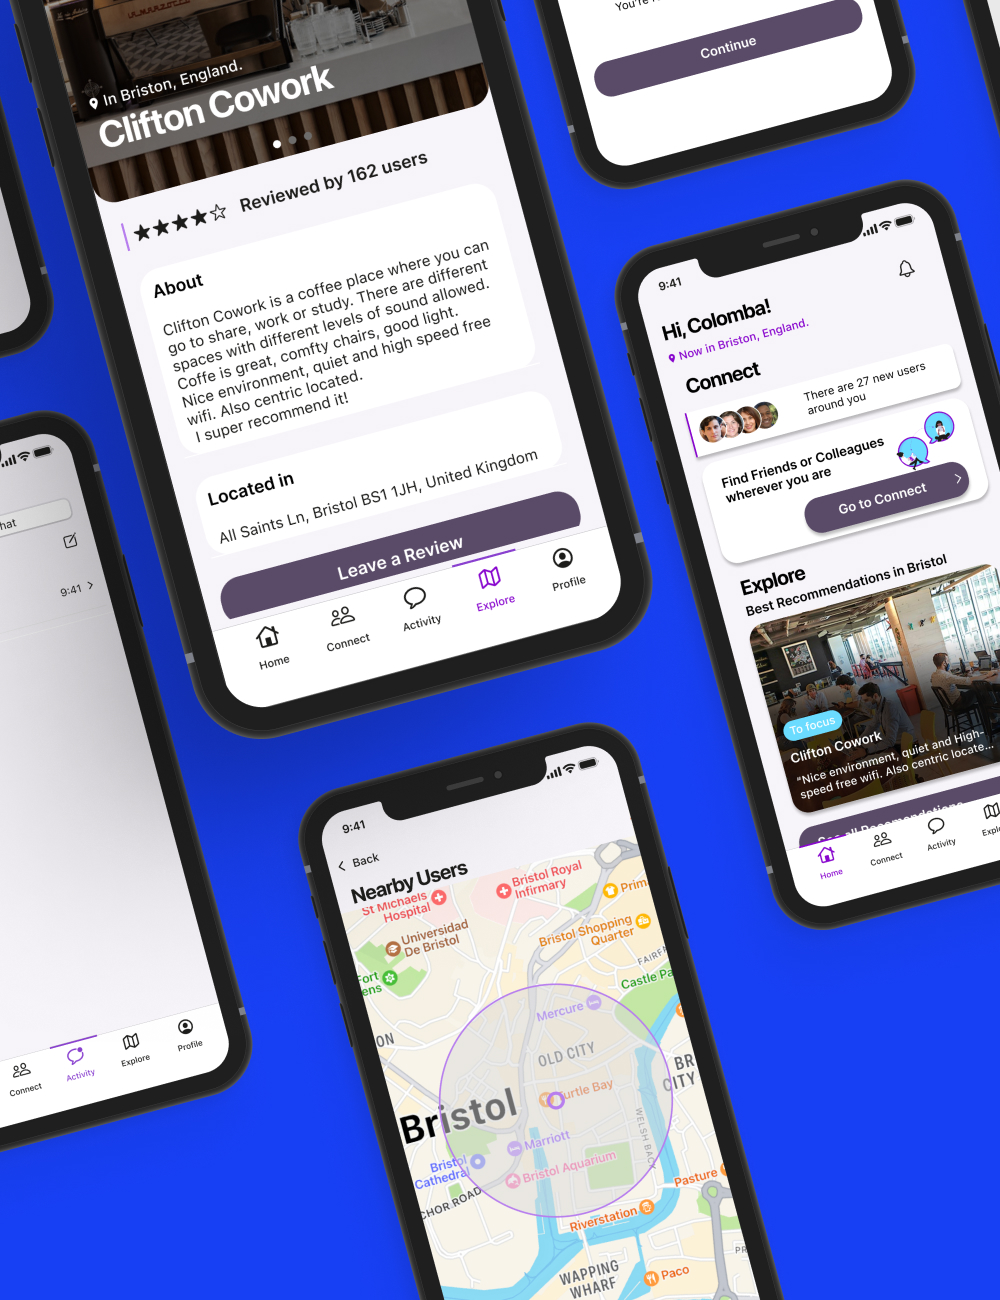 In Briston, England.
Clifton Cowork
Reviewed by 162 users
About
Clifton Cowork is a coffee place where you can
go to share, work or study. There are different
spaces with different levels of sound allowed.
Coffe is great, comfty chairs, good light.
Nice environment, quiet and high speed free
wifi. Also centric located.
I super recommend it!
Located in
All Saints Ln, Bristol BS1 1JH, United Kingdom
Leave a Review
Home
Connect
Activity
Explore
Profile
You're
Continue
9:41
Hi, Colomba!
Now in Briston, England.
Connect
There are 27 new users
around you
Find Friends or Colleagues
wherever you are
Go to Connect
Explore
Best Recommendations in Bristol
To focus
Clifton Cowork
"Nice environment, quiet and High-
speed free wifi. Also centric locate...
See all Recomendations
Home
Connect
Activity
Explo
hat
9:41
Connect
Activity
Explore
Profile
9:41
Back
Nearby Users
St Michaels
Hospital
Bristol Royal
Infirmary
Prim
Universidad
De Bristol
Bristol Shopping
Quarter
FAIRF
Fort
ens
Castle Pa
Mercure
ON
OLD CITY
BR
CITY
Turtle Bay
Bristol
WELSH BACK
Marriott
Bristol
Cathedral
Bristol Aquarium
CHOR ROAD
Pasture
Riverstation
PR
WAPPING
WHARF
Paco